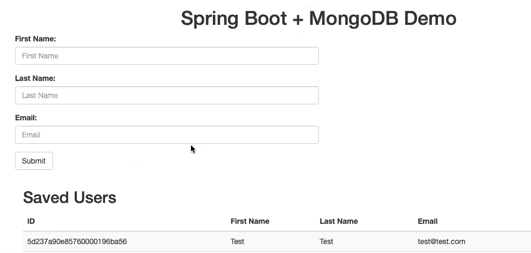 Spring Boot + MongoDB Demo
First Name:
First Name
Last Name:
Last Name
Email:
Email
Submit
Saved Users
ID First Name Last Name Email
5d237a90e85760000196ba56 Test Test test@test.com